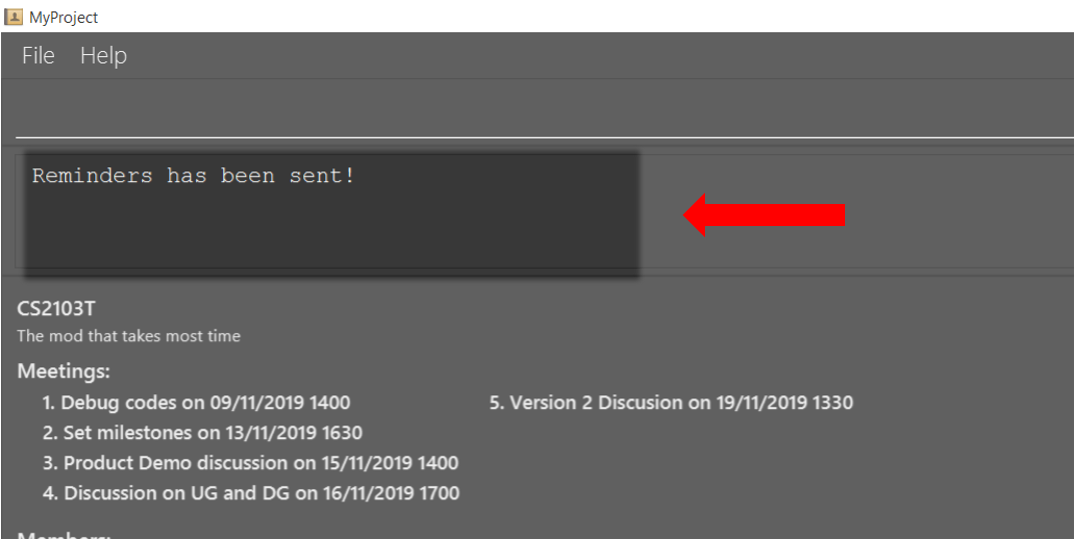 MyProject
File Help
Reminders has been sent!
CS2103T
The mod that takes most time
Meetings:
1. Debug codes on 09/11/2019 1400
2. Set milestones on 13/11/2019 1630
3. Product Demo discussion on 15/11/2019 1400
4. Discussion on UG and DG on 16/11/2019 1700
5. Version 2 Discusion on 19/11/2019 1330
Members: